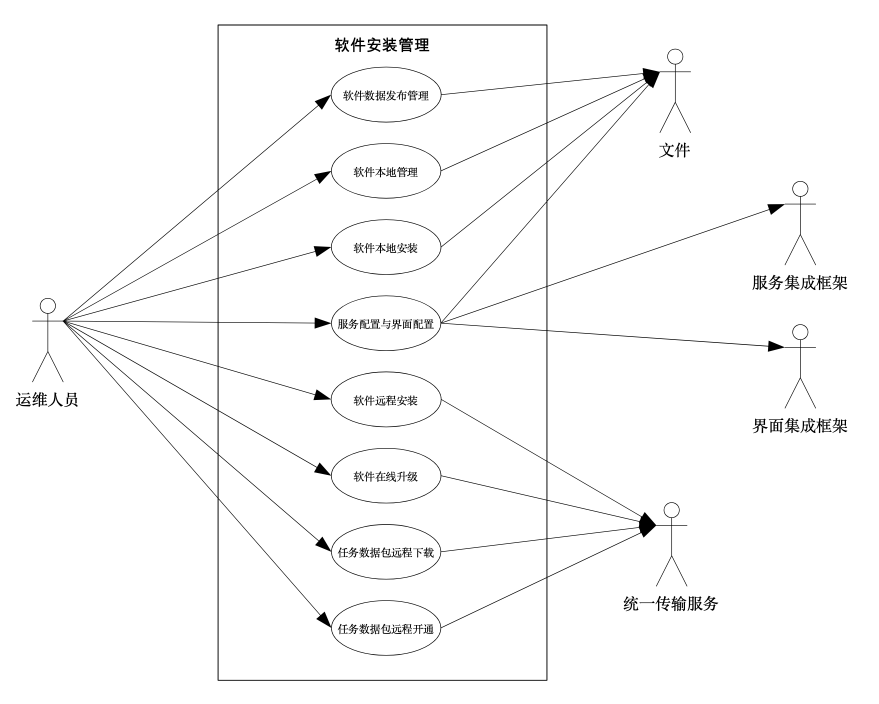 软件安装管理
软件数据发布管理
文件
软件本地管理
软件本地安装
服务集成框架
服务配置与界面配置
运维人员
软件远程安装
界面集成框架
软件在线升级
任务数据包远程下载
统一传输服务
任务数据包远程开通